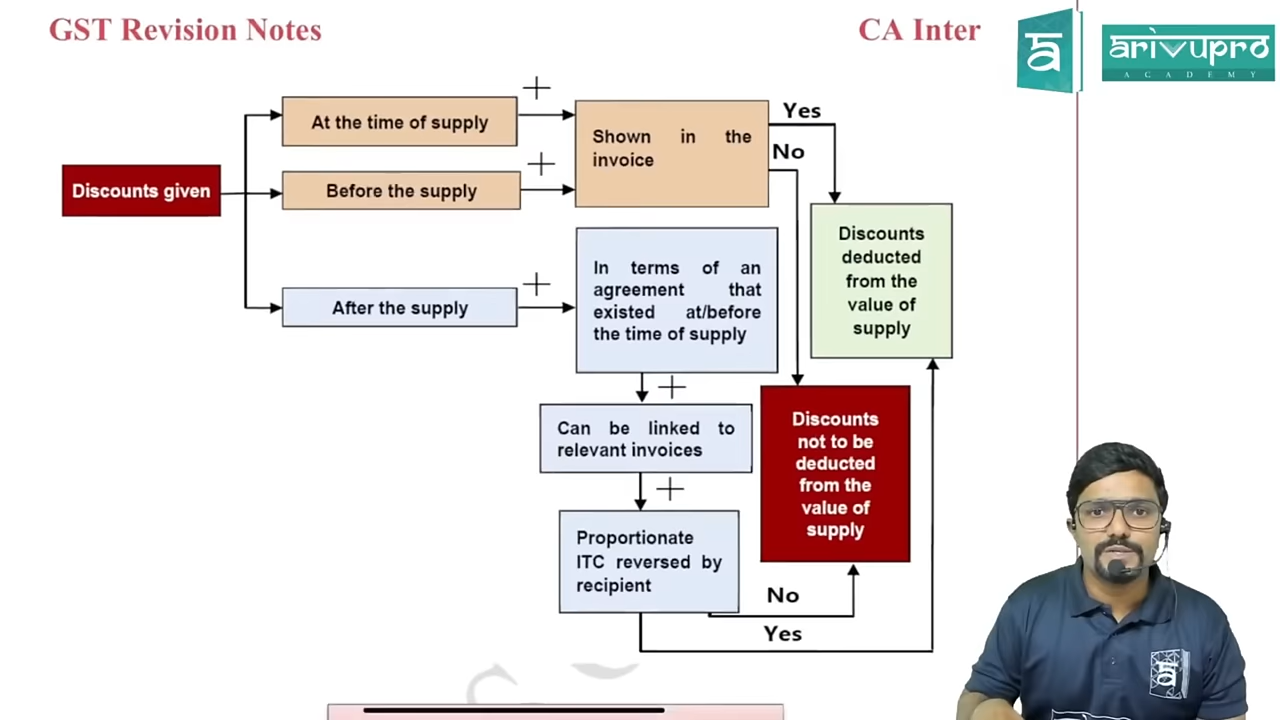 GST Revision Notes
CA Inter
arivupro
ACADEMY
Discounts given
At the time of supply
Before the supply
After the supply
Shown in the
invoice
Yes
No
In terms of an
agreement that
existed at/before
the time of supply
Can be linked to
relevant invoices
Proportionate
ITC reversed by
recipient
Discounts
deducted
from the
value of
supply
Discounts
not to be
deducted
from the
value of
supply
No
Yes